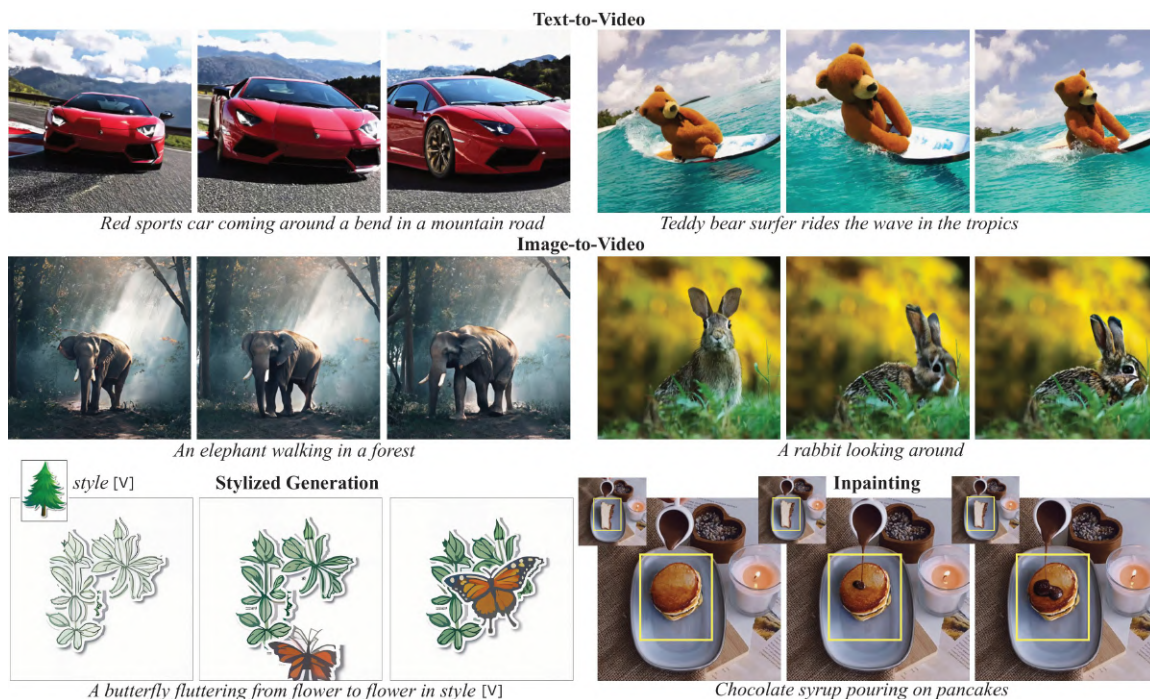 Text-to-Video
Red sports car coming around a bend in a mountain road
Teddy bear surfer rides the wave in the tropics
Image-to-Video
An elephant walking in a forest
A rabbit looking around
style [V]
Stylized Generation
Inpainting
A butterfly fluttering from flower to flower in style [V]
Chocolate syrup pouring on pancakes